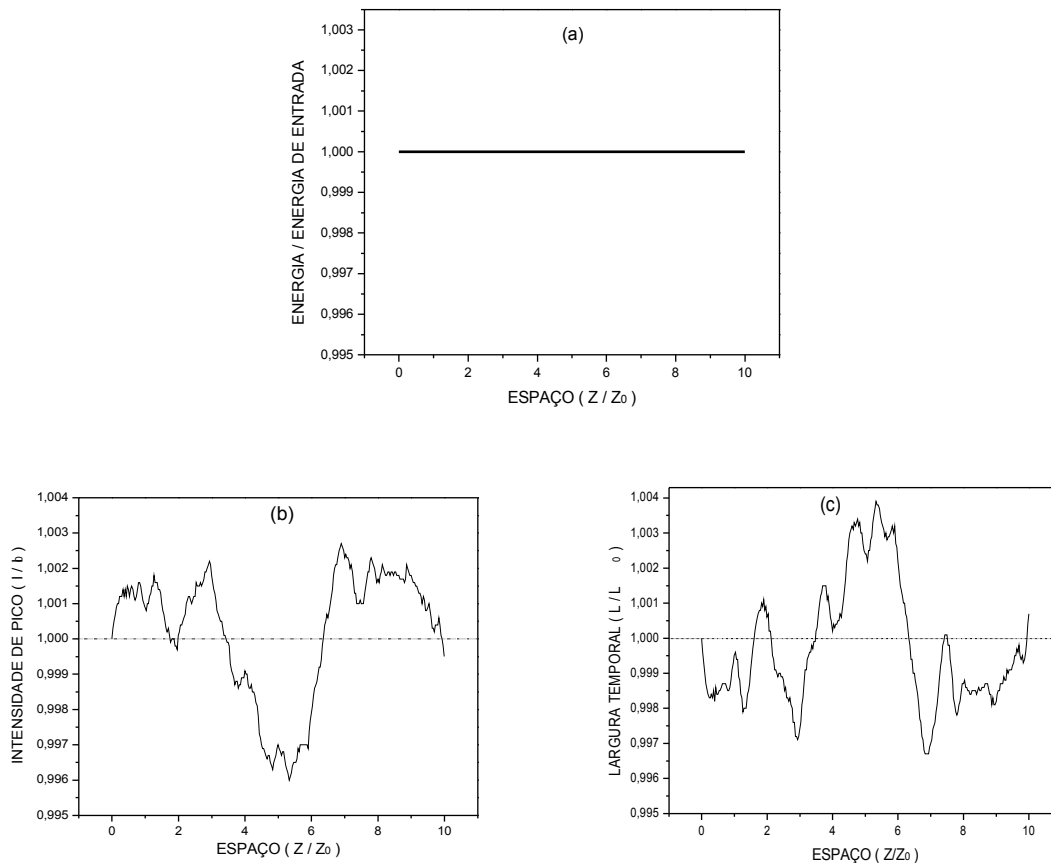 (a)
ENERGIA / ENERGIA DE ENTRADA
1,003
1,002
1,001
1,000
0,999
0,998
0,997
0,996
0,995
0 2 4 6 8 10
ESPAÇO ( Z / Z0 )
(b)
INTENSIDADE DE PICO ( I / b )
1,004
1,003
1,002
1,001
1,000
0,999
0,998
0,997
0,996
0,995
0 2 4 6 8 10
ESPAÇO ( Z / Z0 )
(c)
LARGURA TEMPORAL ( L / L 0 )
1,004
1,003
1,002
1,001
1,000
0,999
0,998
0,997
0,996
0,995
0 2 4 6 8 10
ESPAÇO ( Z/Z0 )